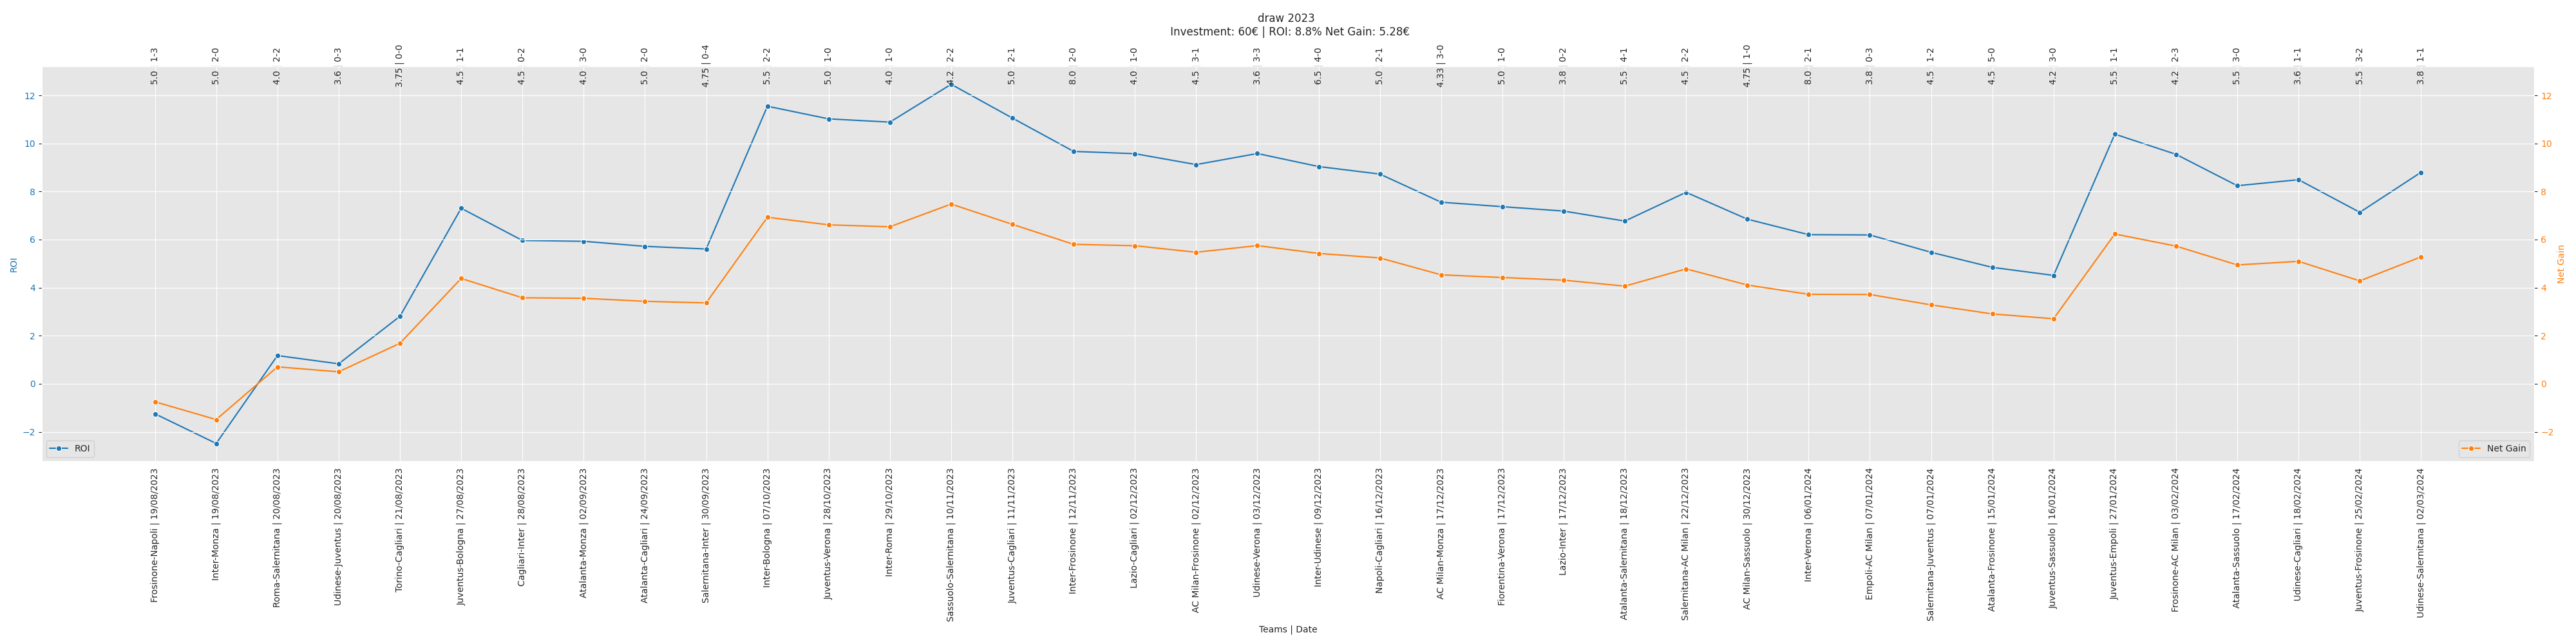 draw 2023
Investment: 60€ | ROI: 8.8% Net Gain: 5.28€
5.0 | 1-3
5.0 | 2-0
4.0 | 2-2
3.6 | 0-3
3.75 | 0-0
4.5 | 1-1
4.5 | 0-2
4.0 | 3-0
5.0 | 2-0
4.75 | 0-4
5.5 | 2-2
5.0 | 1-0
4.0 | 1-0
4.2 | 2-2
5.0 | 2-1
8.0 | 2-0
4.0 | 1-0
4.5 | 3-1
3.6 | 3-3
6.5 | 4-0
5.0 | 2-1
4.33 | 3-0
5.0 | 1-0
3.8 | 0-2
5.5 | 4-1
4.5 | 2-2
4.75 | 1-0
8.0 | 2-1
3.8 | 0-3
4.5 | 1-2
4.5 | 5-0
4.2 | 3-0
5.5 | 1-1
4.2 | 2-3
5.5 | 3-0
3.6 | 1-1
5.5 | 3-2
3.8 | 1-1
12
10
8
6
4
2
0
−2
ROI
ROI
12
10
8
6
4
2
0
−2
Net Gain
Net Gain
Frosinone-Napoli | 19/08/2023
Inter-Monza | 19/08/2023
Roma-Salernitana | 20/08/2023
Udinese-Juventus | 20/08/2023
Torino-Cagliari | 21/08/2023
Juventus-Bologna | 27/08/2023
Cagliari-Inter | 28/08/2023
Atalanta-Monza | 02/09/2023
Atalanta-Cagliari | 24/09/2023
Salernitana-Inter | 30/09/2023
Inter-Bologna | 07/10/2023
Juventus-Verona | 28/10/2023
Inter-Roma | 29/10/2023
Sassuolo-Salernitana | 10/11/2023
Juventus-Cagliari | 11/11/2023
Inter-Frosinone | 12/11/2023
Lazio-Cagliari | 02/12/2023
AC Milan-Frosinone | 02/12/2023
Udinese-Verona | 03/12/2023
Inter-Udinese | 09/12/2023
Napoli-Cagliari | 16/12/2023
AC Milan-Monza | 17/12/2023
Fiorentina-Verona | 17/12/2023
Lazio-Inter | 17/12/2023
Atalanta-Salernitana | 18/12/2023
Salernitana-AC Milan | 22/12/2023
AC Milan-Sassuolo | 30/12/2023
Inter-Verona | 06/01/2024
Empoli-AC Milan | 07/01/2024
Salernitana-Juventus | 07/01/2024
Atalanta-Frosinone | 15/01/2024
Juventus-Sassuolo | 16/01/2024
Juventus-Empoli | 27/01/2024
Frosinone-AC Milan | 03/02/2024
Atalanta-Sassuolo | 17/02/2024
Udinese-Cagliari | 18/02/2024
Juventus-Frosinone | 25/02/2024
Udinese-Salernitana | 02/03/2024
Teams | Date